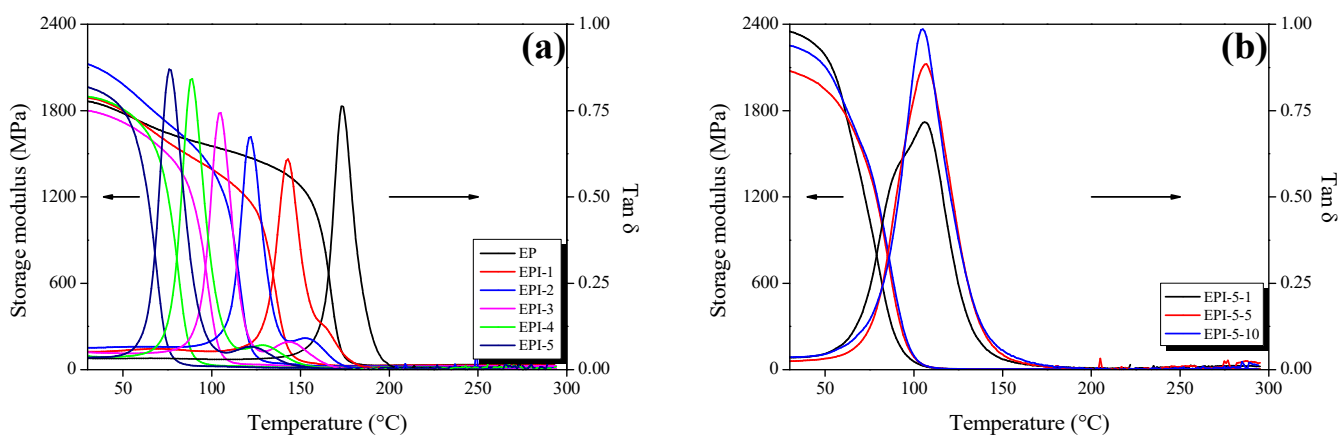 (a)
2400
1800
1200
600
0
Storage modulus (MPa)
1.00
0.75
0.50
0.25
0.00
Tan δ
EP
EPI-1
EPI-2
EPI-3
EPI-4
EPI-5
50 100 150 200 250 300
Temperature (°C)
(b)
2400
1800
1200
600
0
Storage modulus (MPa)
1.00
0.75
0.50
0.25
0.00
Tan δ
EPI-5-1
EPI-5-5
EPI-5-10
50 100 150 200 250 300
Temperature (°C)